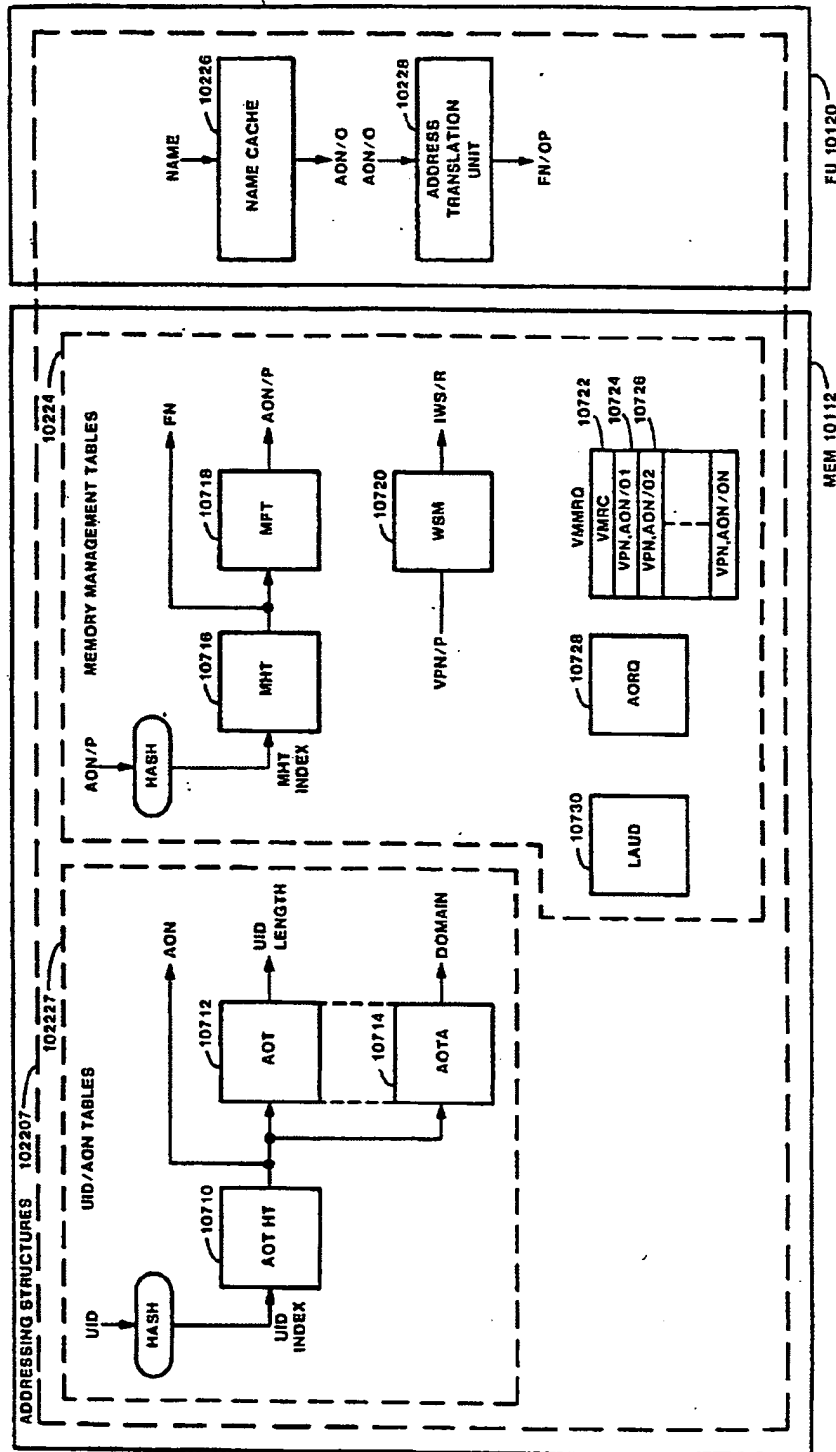 ADDRESSING STRUCTURES 102207
102227
UID/AON TABLES
UID
HASH
UID INDEX
10710
AOT HT
AON
10712
AOT
UID LENGTH
10714
AOTA
DOMAIN
10224
MEMORY MANAGEMENT TABLES
AON/P
HASH
MHT INDEX
10716
MHT
FN
10718
MFT
AON/P
VPN/P
10720
WSM
IWS/R
10730
LAUD
10728
AORQ
VMMRQ
VMRC
10722
VPN,AON/O1
10724
VPN,AON/O2
10726
VPN,AON/ON
MEM 10112
NAME
10226
NAME CACHE
AON/O
AON/O
10228
ADDRESS
TRANSLATION
UNIT
FN/OP
FU 10120